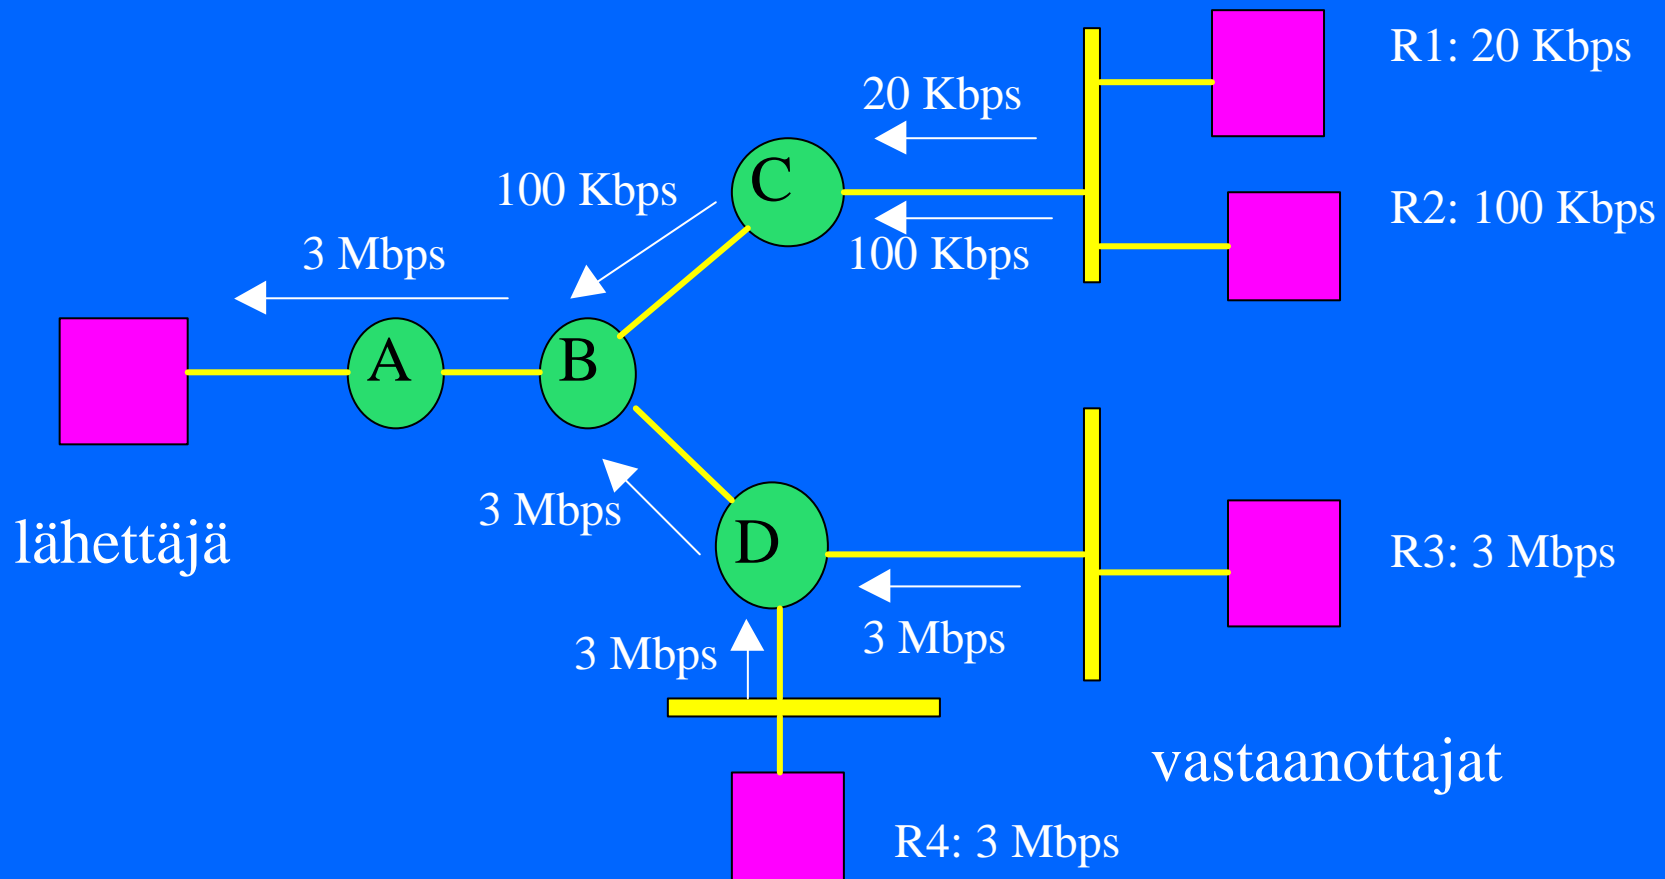 R1: 20 Kbps
20 Kbps
C
100 Kbps
R2: 100 Kbps
100 Kbps
3 Mbps
A
B
3 Mbps
lähettäjä
D
R3: 3 Mbps
3 Mbps
3 Mbps
vastaanottajat
R4: 3 Mbps